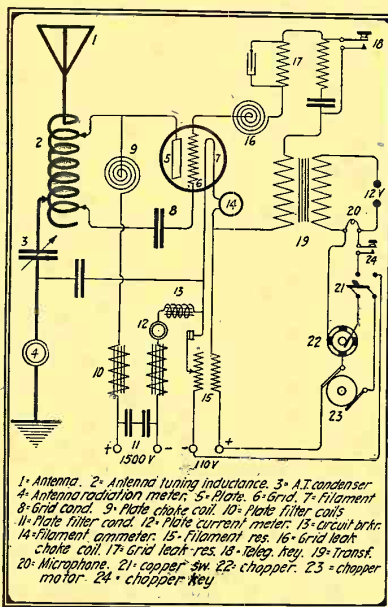 1
2
3
4
5
6
7
8
9
10
11
12
13
14
15
16
17
18
19
20
21
22
23
24
12 V
+ 1500 V -
- 110 V +
1= Antenna. 2= Antenna tuning inductance. 3= A.T. condenser
4= Antenna radiation meter. 5= Plate. 6= Grid. 7= Filament
8= Grid cond. 9= Plate choke coil. 10= Plate filter coils
11= Plate filter cond. 12= Plate current meter. 13= circuit brkr.
14= Filament ammeter. 15= Filament res. 16= Grid leak
choke coil. 17= Grid leak res. 18= Teleg. key. 19= Transf.
20= Microphone. 21= copper sw. 22= chopper. 23= chopper
motor. 24= chopper key